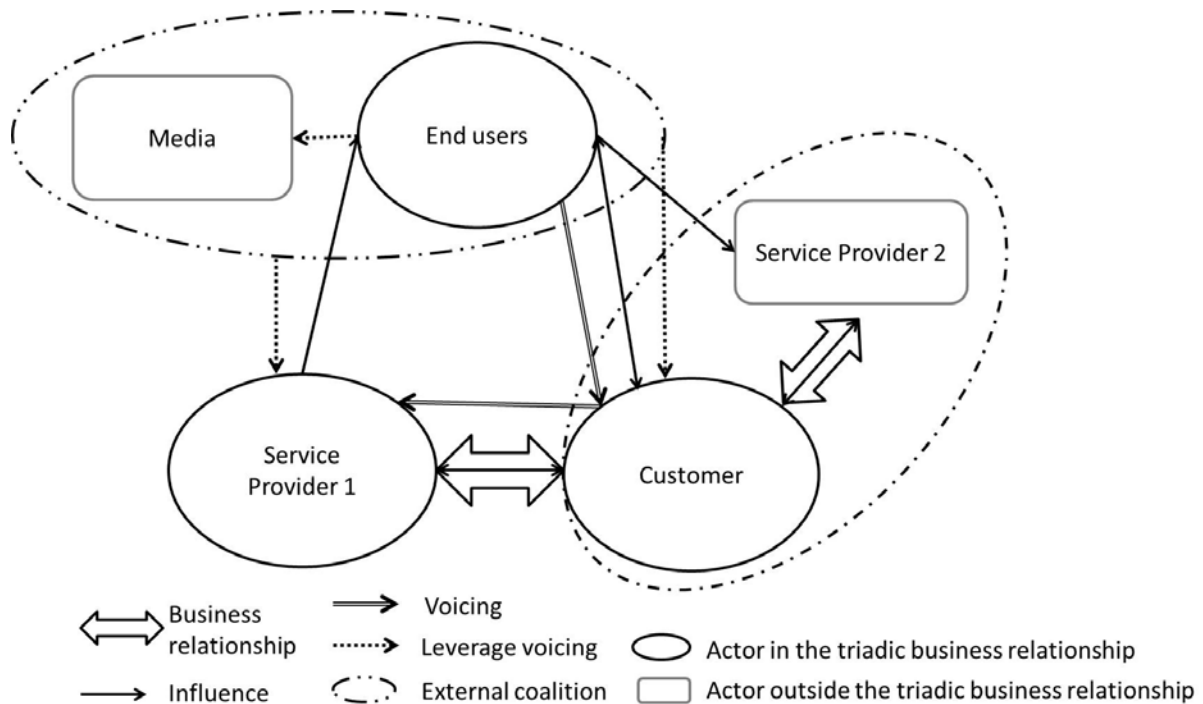 Media
End users
Service Provider 2
Service
Provider 1
Customer
Business
relationship
Influence
Voicing
Leverage voicing
External coalition
Actor in the triadic business relationship
Actor outside the triadic business relationship